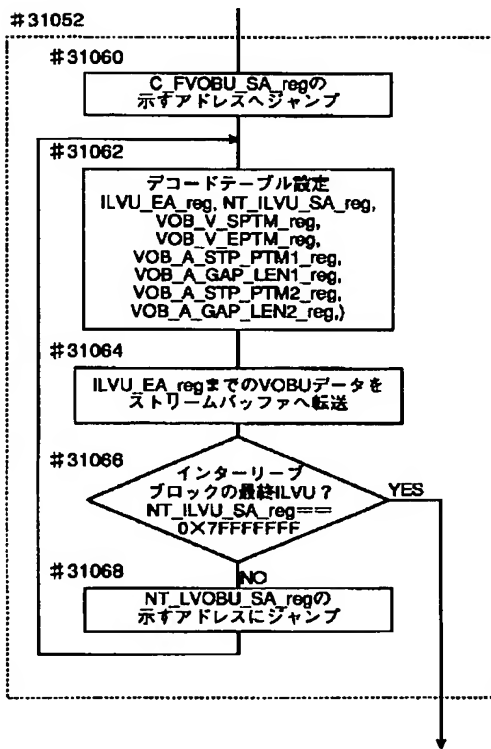 #31052
#31060
C_FVOBU_SA_regの
示すアドレスへジャンプ
#31062
デコードテーブル設定
ILVU_EA_reg, NT_ILVU_SA_reg,
VOB_V_SPTM_reg,
VOB_V_EPTM_reg,
VOB_A_STP_PTM1_reg,
VOB_A_GAP_LEN1_reg,
VOB_A_STP_PTM2_reg,
VOB_A_GAP_LEN2_reg,)
#31064
ILVU_EA_regまでのVOBUデータを
ストリームバッファへ転送
#31066
インターリーブ
ブロックの最終ILVU?
NT_ILVU_SA_reg==
0X7FFFFFFF
YES
NO
#31068
NT_LVOBU_SA_regの
示すアドレスにジャンプ